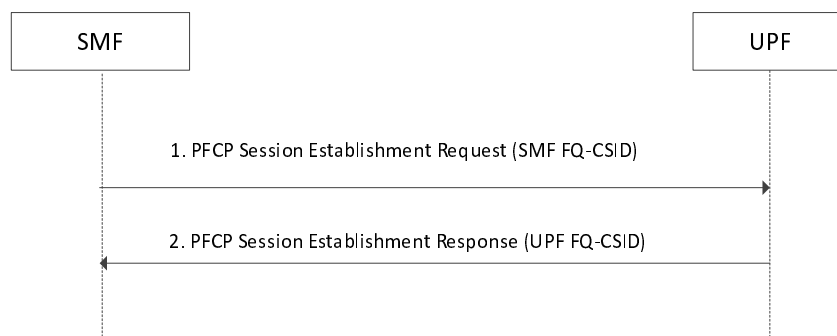 SMF
UPF
1. PFCP Session Establishment Request (SMF FQ-CSID)
2. PFCP Session Establishment Response (UPF FQ-CSID)